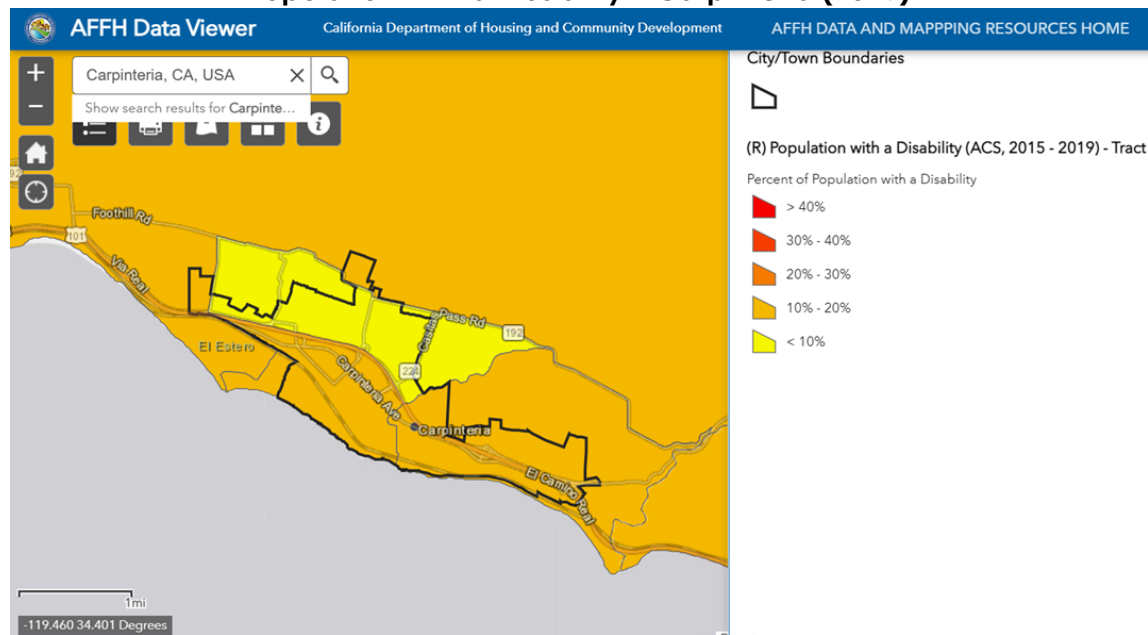 AFFH Data Viewer
California Department of Housing and Community Development
AFFH DATA AND MAPPPING RESOURCES HOME
+
−
Carpinteria, CA, USA
Show search results for Carpinte...
City/Town Boundaries
(R) Population with a Disability (ACS, 2015 - 2019) - Tract
Percent of Population with a Disability
> 40%
30% - 40%
20% - 30%
10% - 20%
< 10%
Foothill Rd
101
Via Real
El Estero
Casitas Pass Rd
192
224
Carpinteria Ave
Carpinteria
El Camino Real
1mi
-119.460 34.401 Degrees